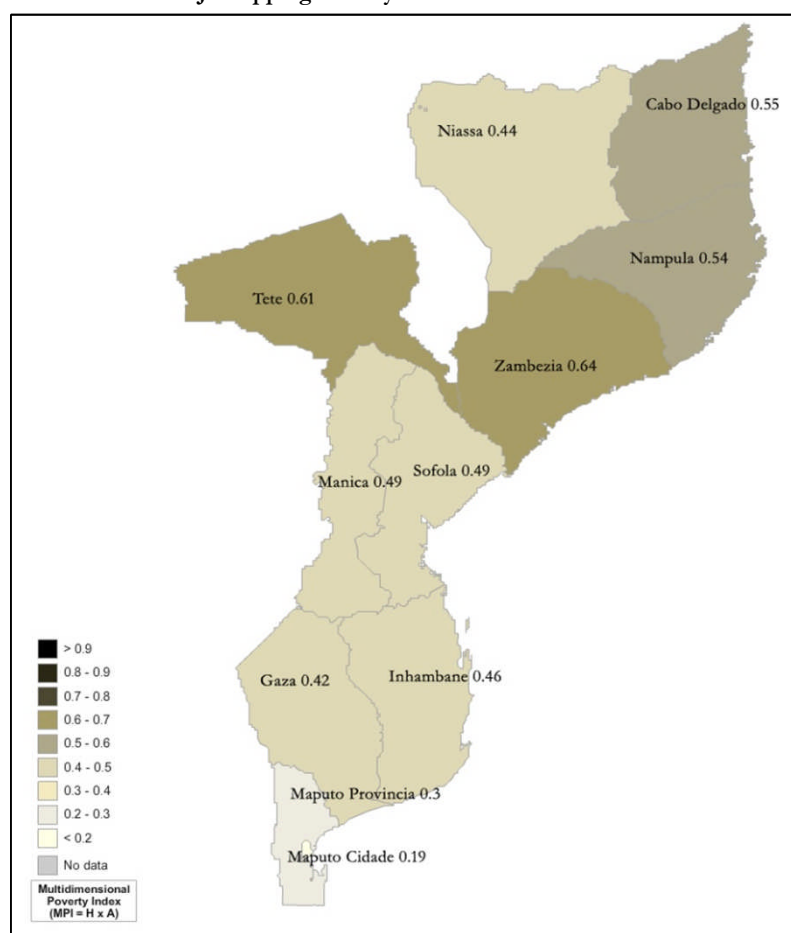 Cabo Delgado 0.55
Niassa 0.44
Nampula 0.54
Tete 0.61
Zambezia 0.64
Sofola 0.49
Manica 0.49
Gaza 0.42
Inhambane 0.46
Maputo Provincia 0.3
Maputo Cidade 0.19
> 0.9
0.8 - 0.9
0.7 - 0.8
0.6 - 0.7
0.5 - 0.6
0.4 - 0.5
0.3 - 0.4
0.2 - 0.3
< 0.2
No data
Multidimensional
Poverty Index
(MPI = H x A)